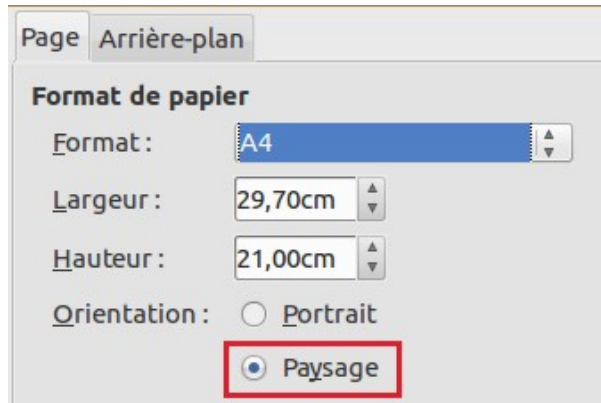 Page Arrière-plan
Format de papier
Format : A4
Largeur : 29,70cm
Hauteur : 21,00cm
Orientation : Portrait
Paysage